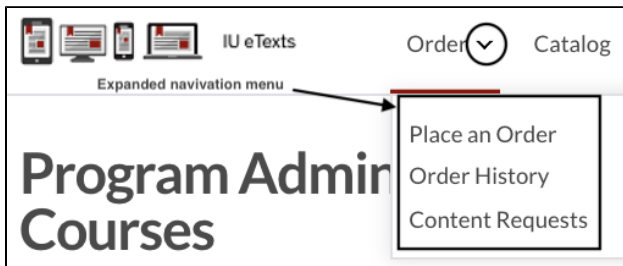 IU eTexts
Order
Catalog
Expanded navivation menu
Place an Order
Order History
Content Requests
Program Admin
Courses